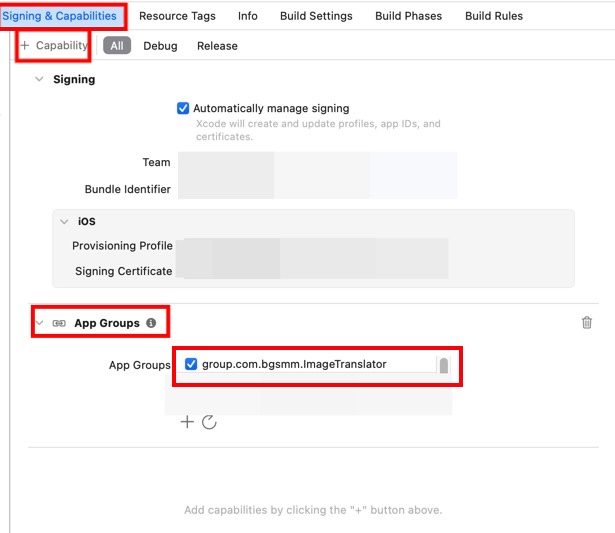 Signing & Capabilities Resource Tags Info Build Settings Build Phases Build Rules
+ Capability All Debug Release
Signing
Automatically manage signing
Xcode will create and update profiles, app IDs, and
certificates.
Team
Bundle Identifier
iOS
Provisioning Profile
Signing Certificate
App Groups
App Groups group.com.bgsmm.ImageTranslator
Add capabilities by clicking the "+" button above.